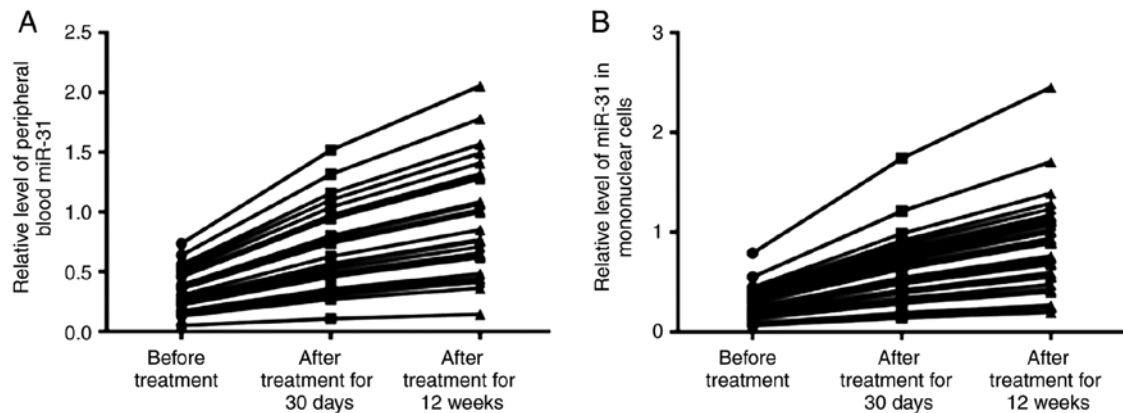 A
Relative level of peripheral
blood miR-31
2.5
2.0
1.5
1.0
0.5
0.0
Before
treatment
After
treatment for
30 days
After
treatment for
12 weeks
B
Relative level of miR-31 in
mononuclear cells
3
2
1
0
Before
treatment
After
treatment for
30 days
After
treatment for
12 weeks